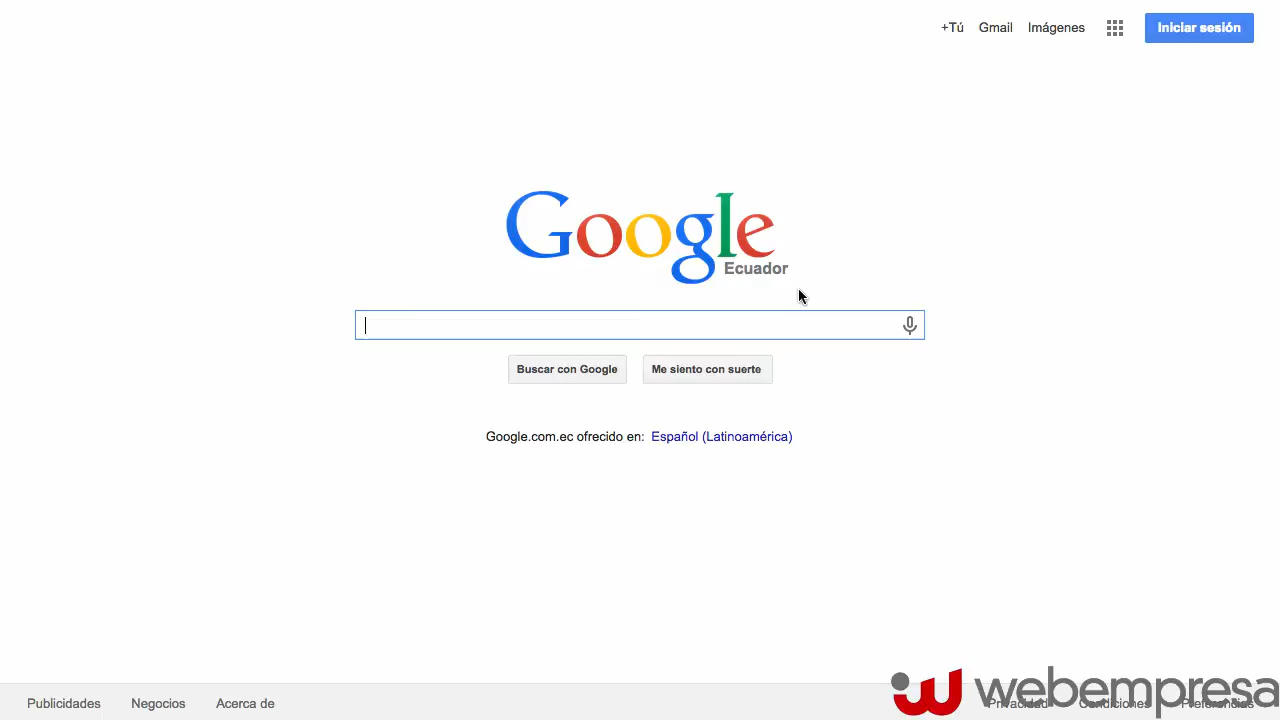 +Tú Gmail Imágenes Iniciar sesión
Google
Ecuador
Buscar con Google Me siento con suerte
Google.com.ec ofrecido en: Español (Latinoamérica)
Publicidades Negocios Acerca de Privacidad Condiciones Preferencias
webempresa